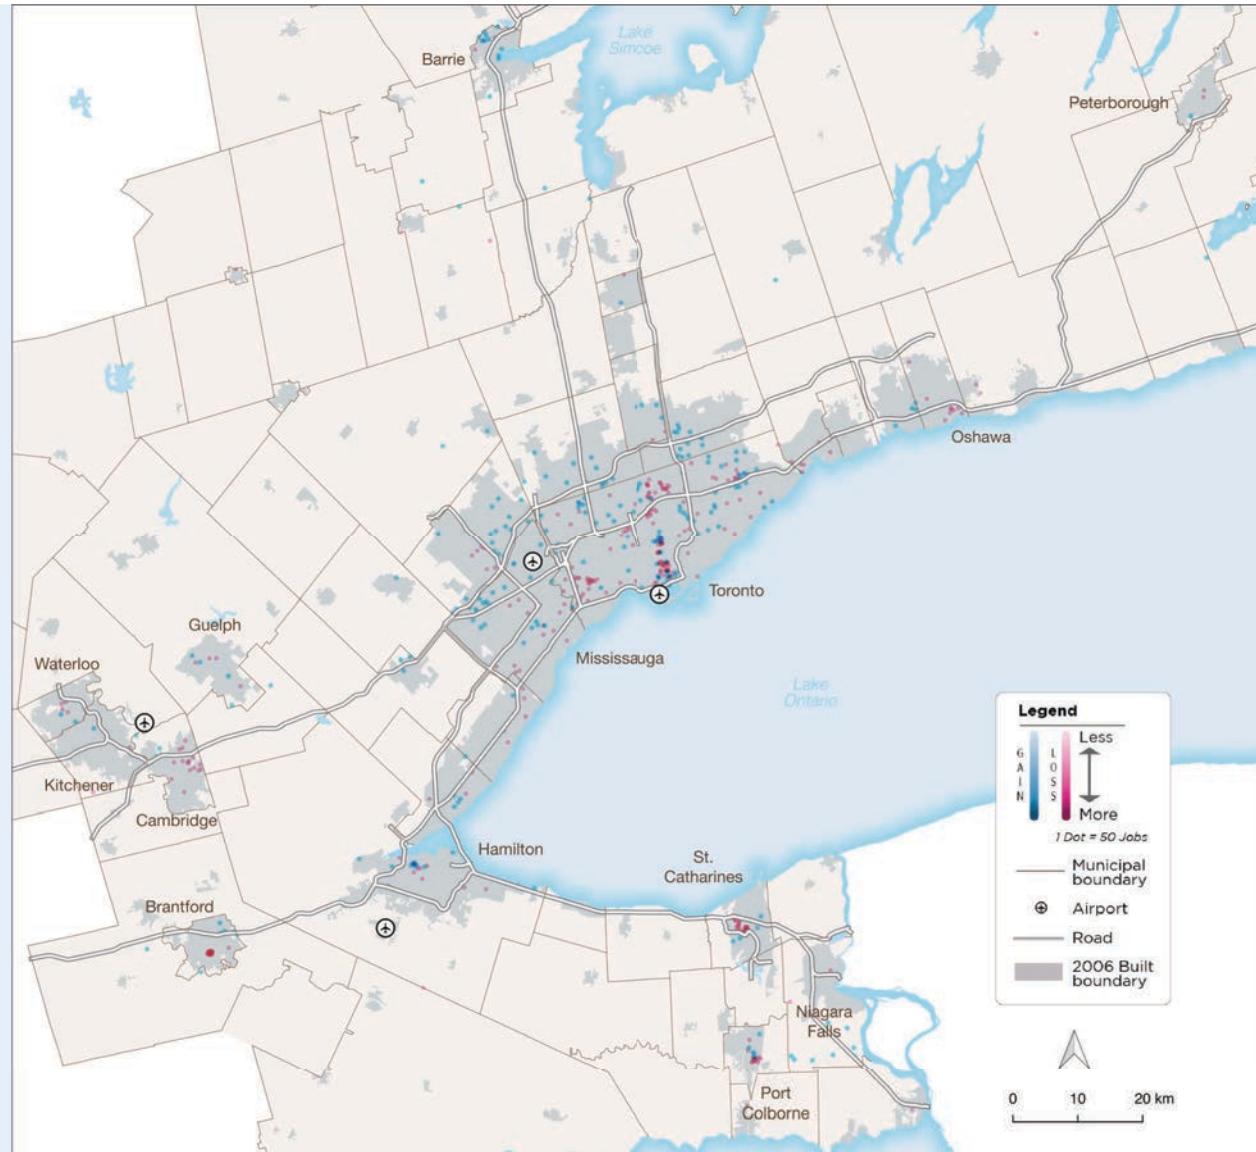 Lake
Simcoe
Barrie
Peterborough
Oshawa
Toronto
Guelph
Waterloo
Mississauga
Lake
Ontario
Kitchener
Cambridge
Hamilton
St.
Catharines
Brantford
Niagara
Falls
Port
Colborne
Legend
GAIN
LOSS
Less
More
1 Dot = 50 Jobs
Municipal
boundary
Airport
Road
2006 Built
boundary
0 10 20 km